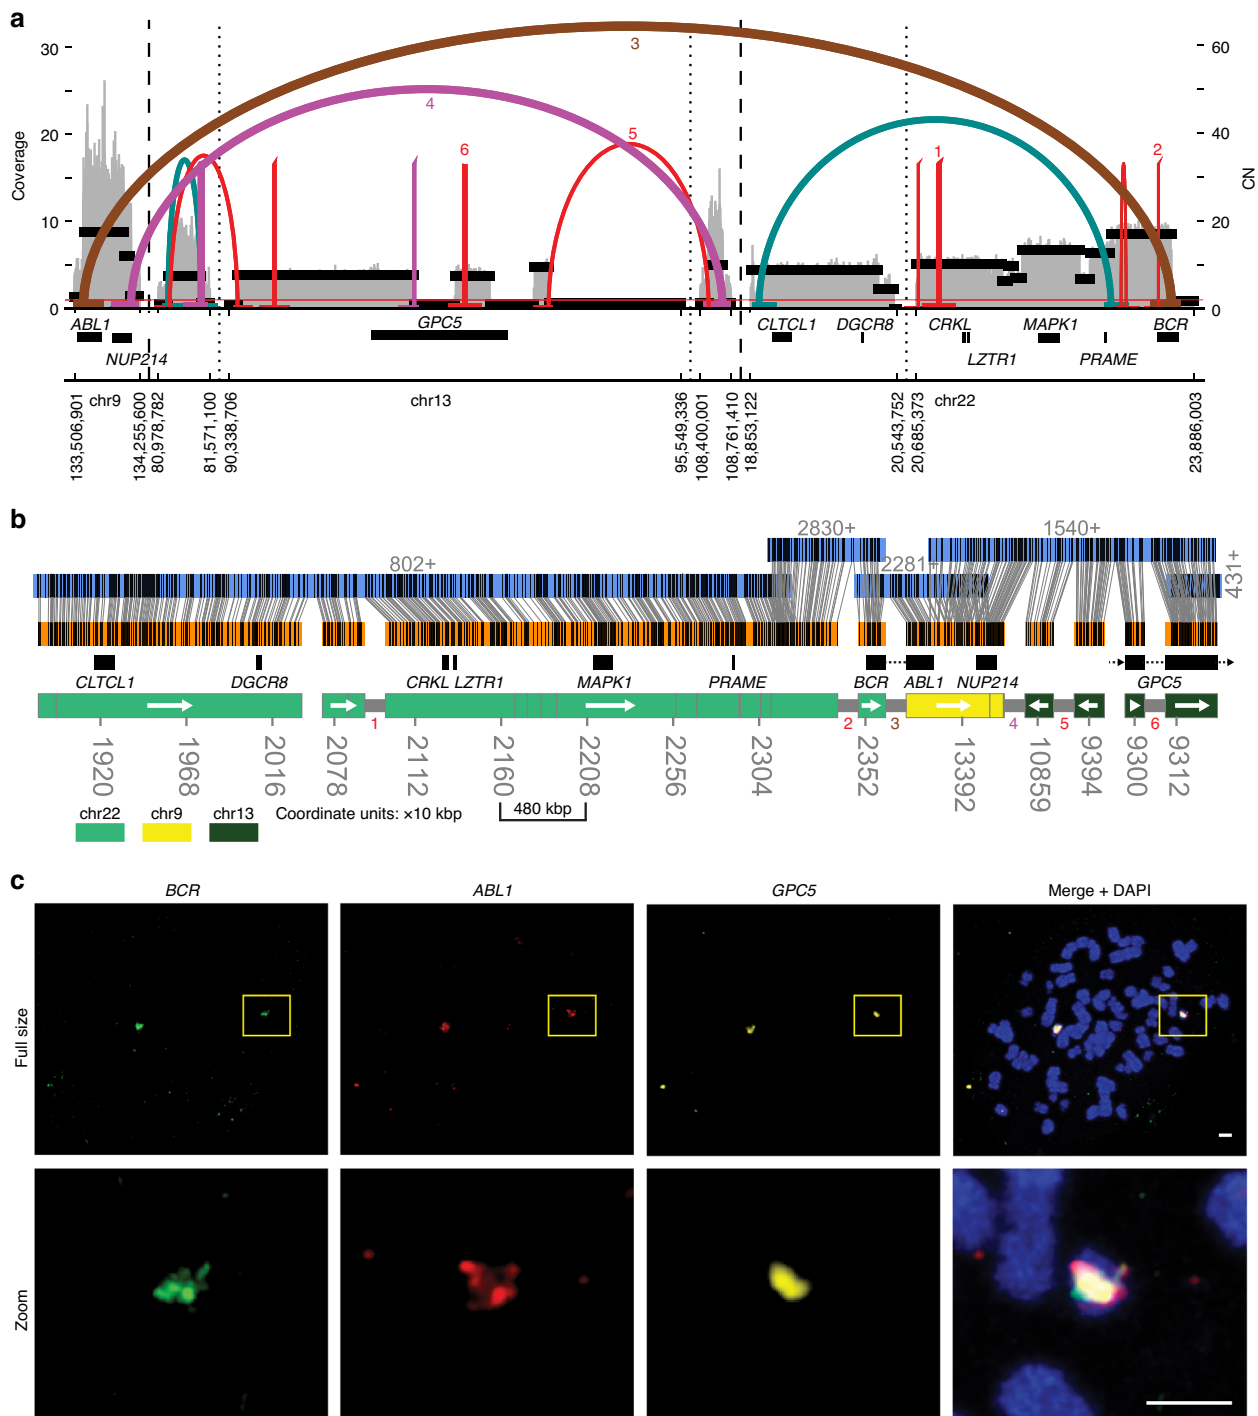 a
Coverage
30
20
10
0
60
40
20
0
CN
3
4
5
6
1
2
ABL1
NUP214
GPC5
CLTCL1
DGCR8
CRKL
LZTR1
MAPK1
PRAME
BCR
chr9
chr13
chr22
133,506,901
134,255,600
80,978,782
81,571,100
90,338,706
95,549,336
108,400,001
108,761,410
18,853,122
20,543,752
20,685,373
23,886,003
b
2830+
1540+
802+
2281+
431+
CLTCL1
DGCR8
CRKL LZTR1
MAPK1
PRAME
BCR
ABL1
NUP214
GPC5
1
2
3
4
5
6
1920
1968
2016
2078
2112
2160
2208
2256
2304
2352
13392
10859
9394
9300
9312
chr22
chr9
chr13
Coordinate units: ×10 kbp
480 kbp
c
BCR
ABL1
GPC5
Merge + DAPI
Full size
Zoom